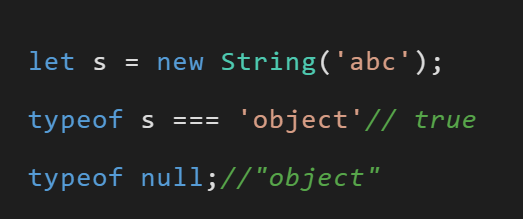 let s = new String('abc');
typeof s === 'object'// true
typeof null;//"object"